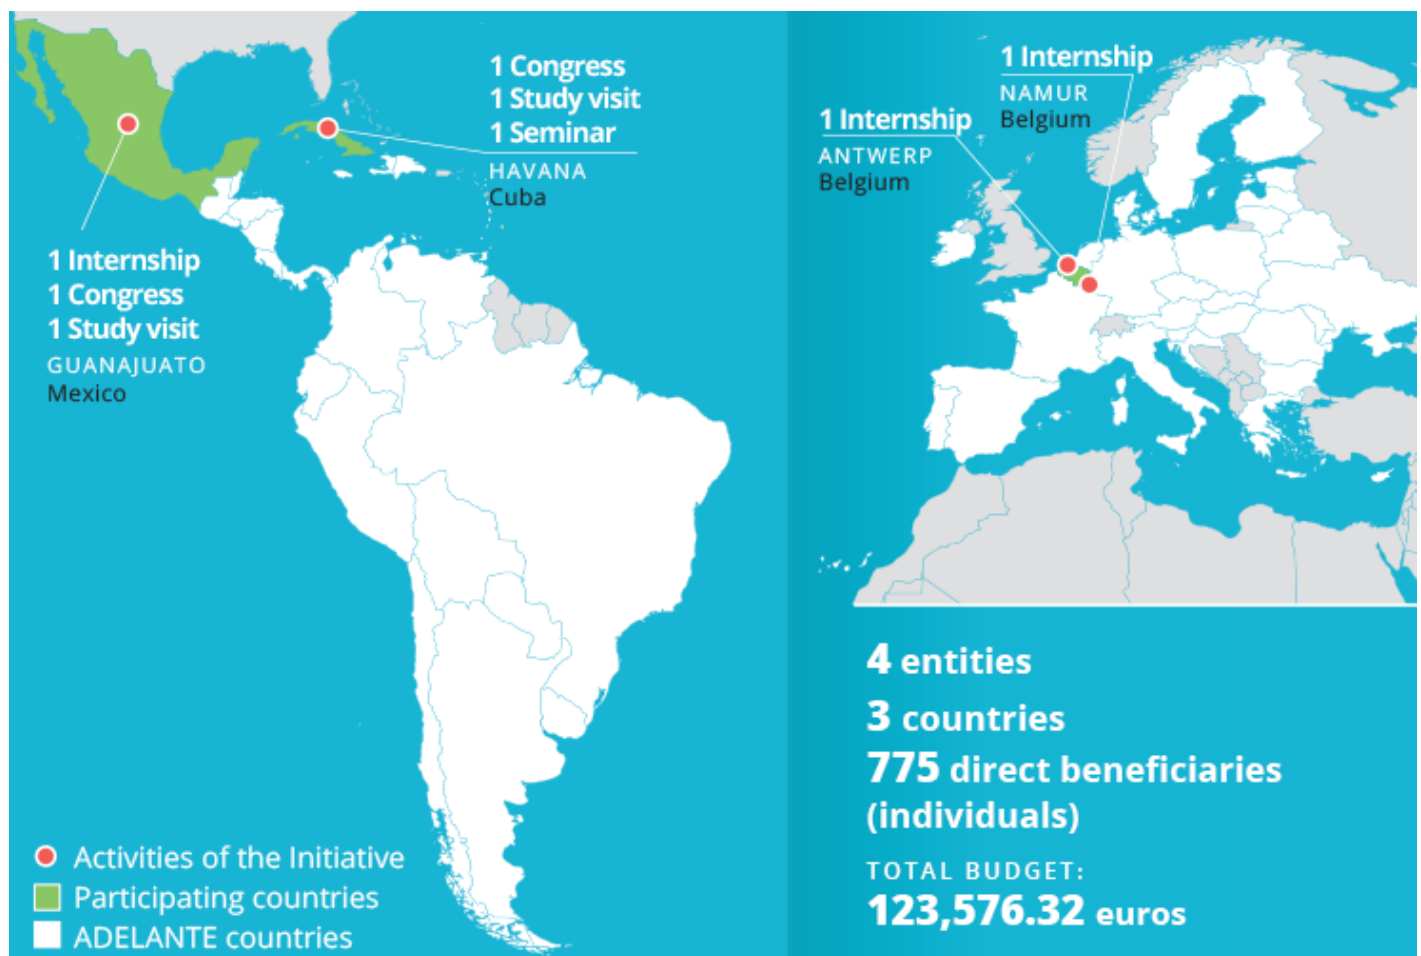 1 Congress
1 Study visit
1 Seminar
HAVANA
Cuba
1 Internship
1 Congress
1 Study visit
GUANAJUATO
Mexico
Activities of the Initiative
Participating countries
ADELANTE countries
1 Internship
NAMUR
Belgium
1 Internship
ANTWERP
Belgium
4 entities
3 countries
775 direct beneficiaries
(individuals)
TOTAL BUDGET:
123,576.32 euros